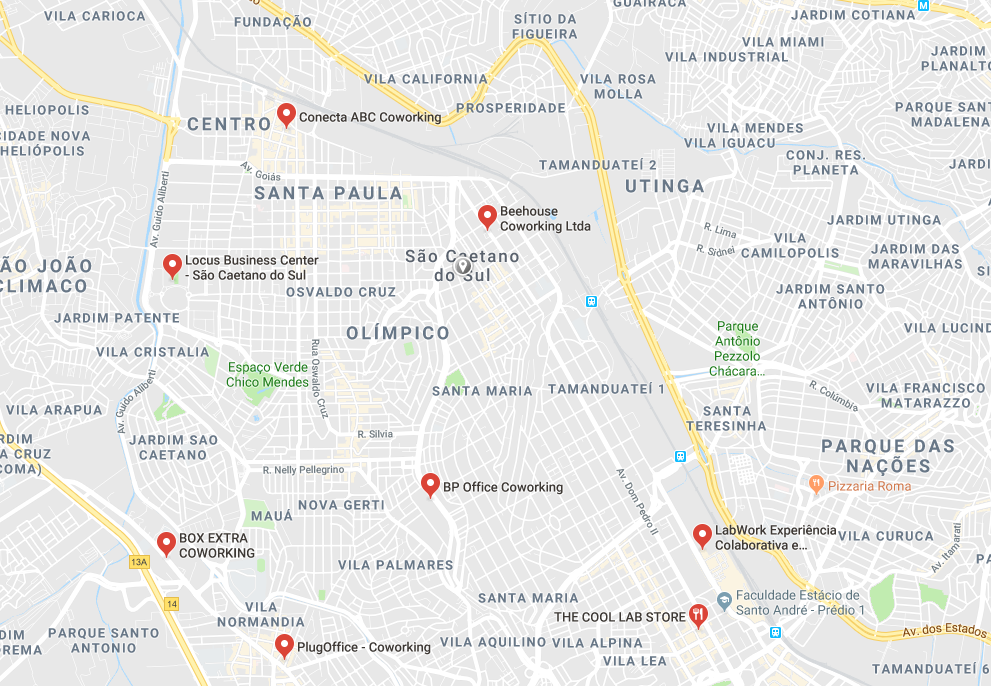 GUAIRACA
VILA CARIOCA
FUNDAÇÃO
SÍTIO DA
FIGUEIRA
M
JARDIM COTIANA
VILA MIAMI
VILA INDUSTRIAL
JARDIM
PLANALT
VILA CALIFORNIA
VILA ROSA
MOLLA
HELIOPOLIS
PROSPERIDADE
PARQUE SANT
MADALENA
CENTRO
Conecta ABC Coworking
CIDADE NOVA
HELIÓPOLIS
VILA MENDES
VILA IGUACU
CONJ. RES.
PLANETA
Av. Goiás
TAMANDUATEÍ 2
JARDI
SANTA PAULA
UTINGA
Av. Guido Aliberti
Beehouse
Coworking Ltda
R. Lima
JARDIM UTINGA
R. Sidnei
VILA
CAMILOPOLIS
JARDIM DAS
MARAVILHAS
São Caetano
do Sul
Locus Business Center
- São Caetano do Sul
ÃO JOÃO
CLIMACO
OSVALDO CRUZ
JARDIM SANTO
ANTÔNIO
JARDIM PATENTE
OLÍMPICO
VILA LUCIND
Parque
Antônio
Pezzolo
Chácara...
VILA CRISTALIA
Rua Oswaldo Cruz
Espaço Verde
Chico Mendes
Av. Guido Aliberti
SANTA MARIA
TAMANDUATEÍ 1
R. Colúmbia
VILA FRANCISCO
MATARAZZO
VILA ARAPUA
SANTA
TERESINHA
R. Silvia
RDIM
A CRUZ
COMA)
JARDIM SAO
CAETANO
PARQUE DAS
NAÇÕES
R. Nelly Pellegrino
Av. Dom Pedro II
BP Office Coworking
Pizzaria Roma
NOVA GERTI
MAUÁ
BOX EXTRA
COWORKING
LabWork Experiência
Colaborativa e...
VILA CURUCA
Av. Itamarati
13A
VILA PALMARES
14
SANTA MARIA
Faculdade Estácio de
Santo André - Prédio 1
VILA
NORMANDIA
THE COOL LAB STORE
DIM
REMA
PARQUE SANTO
ANTONIO
Av. dos Estados
PlugOffice - Coworking
VILA AQUILINO
VILA ALPINA
VILA LEA
TAMANDUATEÍ 6